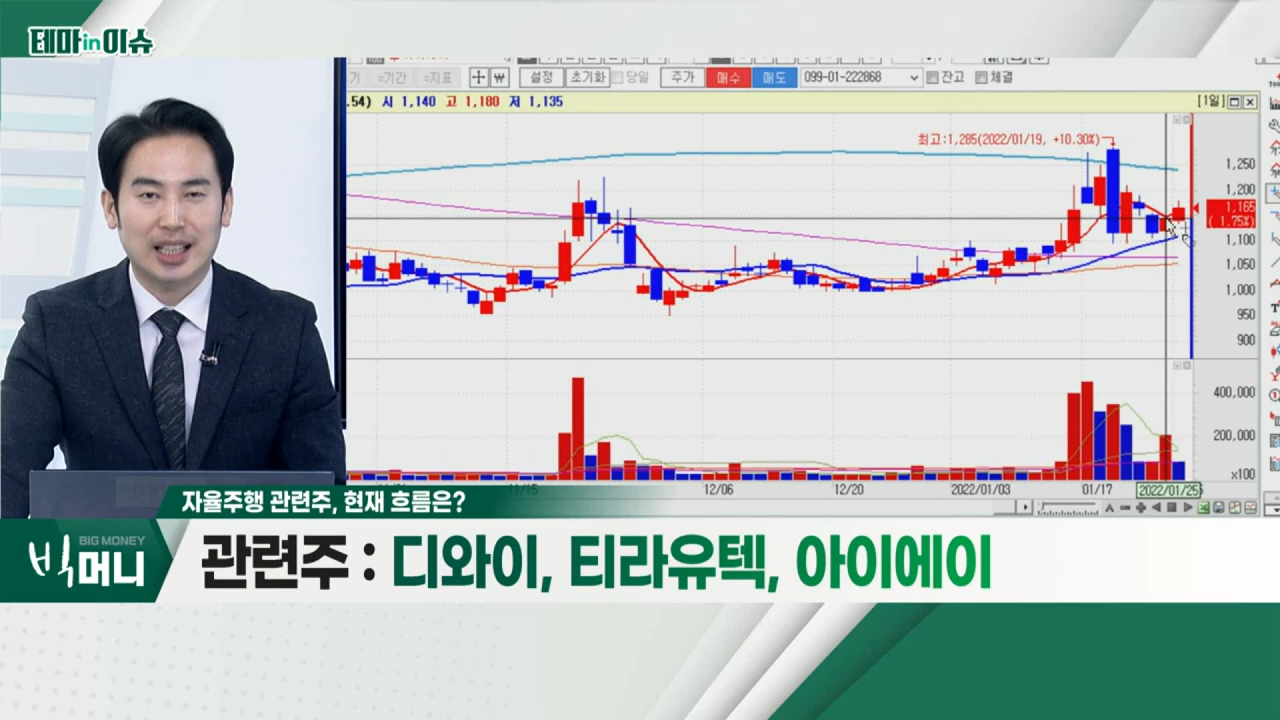 테마in이슈
=기간 =지표 설정 초기화 당일 주가 매수 매도 099-01-222868 잔고 체결
.54) 시 1,140 고 1,180 저 1,135 [1일]
최고:1,285(2022/01/19, +10.30%)
1,250
1,200
1,165
( 1.75%)
1,100
1,050
1,000
950
900
400,000
200,000
×100
11/15 12/06 12/20 2022/01/03 01/17 2022/01/25
자율주행 관련주, 현재 흐름은?
BIG MONEY
빅머니
관련주 : 디와이, 티라유텍, 아이에이